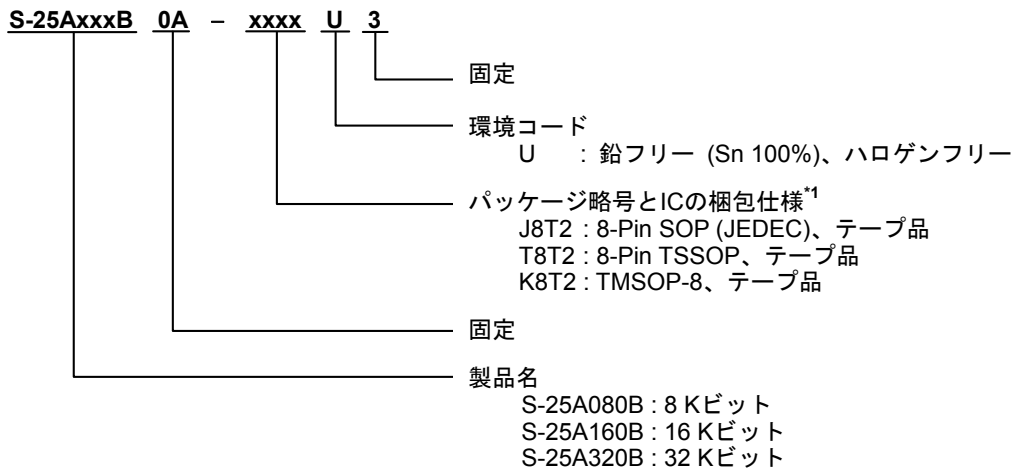 S-25AxxxB 0A – xxxx U 3
固定
環境コード
U : 鉛フリー (Sn 100%)、ハロゲンフリー
パッケージ略号とICの梱包仕様*1
J8T2 : 8-Pin SOP (JEDEC)、テープ品
T8T2 : 8-Pin TSSOP、テープ品
K8T2 : TMSOP-8、テープ品
固定
製品名
S-25A080B : 8 Kビット
S-25A160B : 16 Kビット
S-25A320B : 32 Kビット